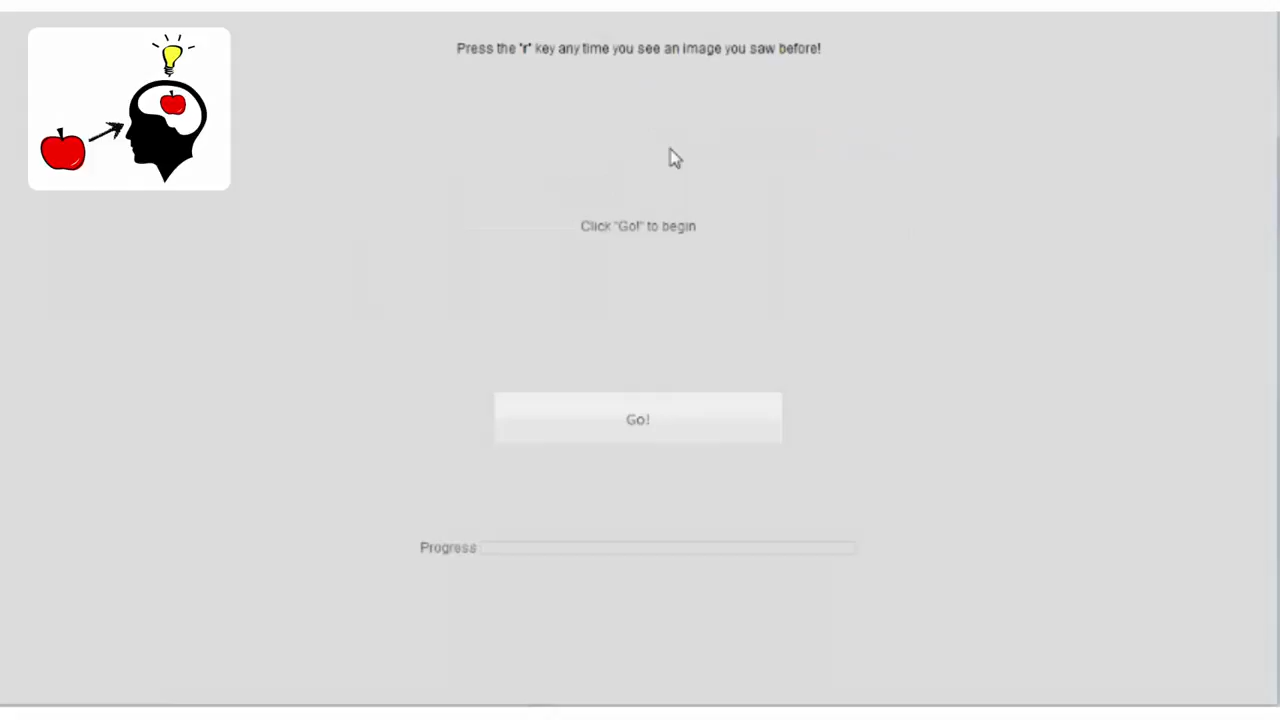 Press the 'r' key any time you see an image you saw before!
Click "Go!" to begin
Go!
Progress